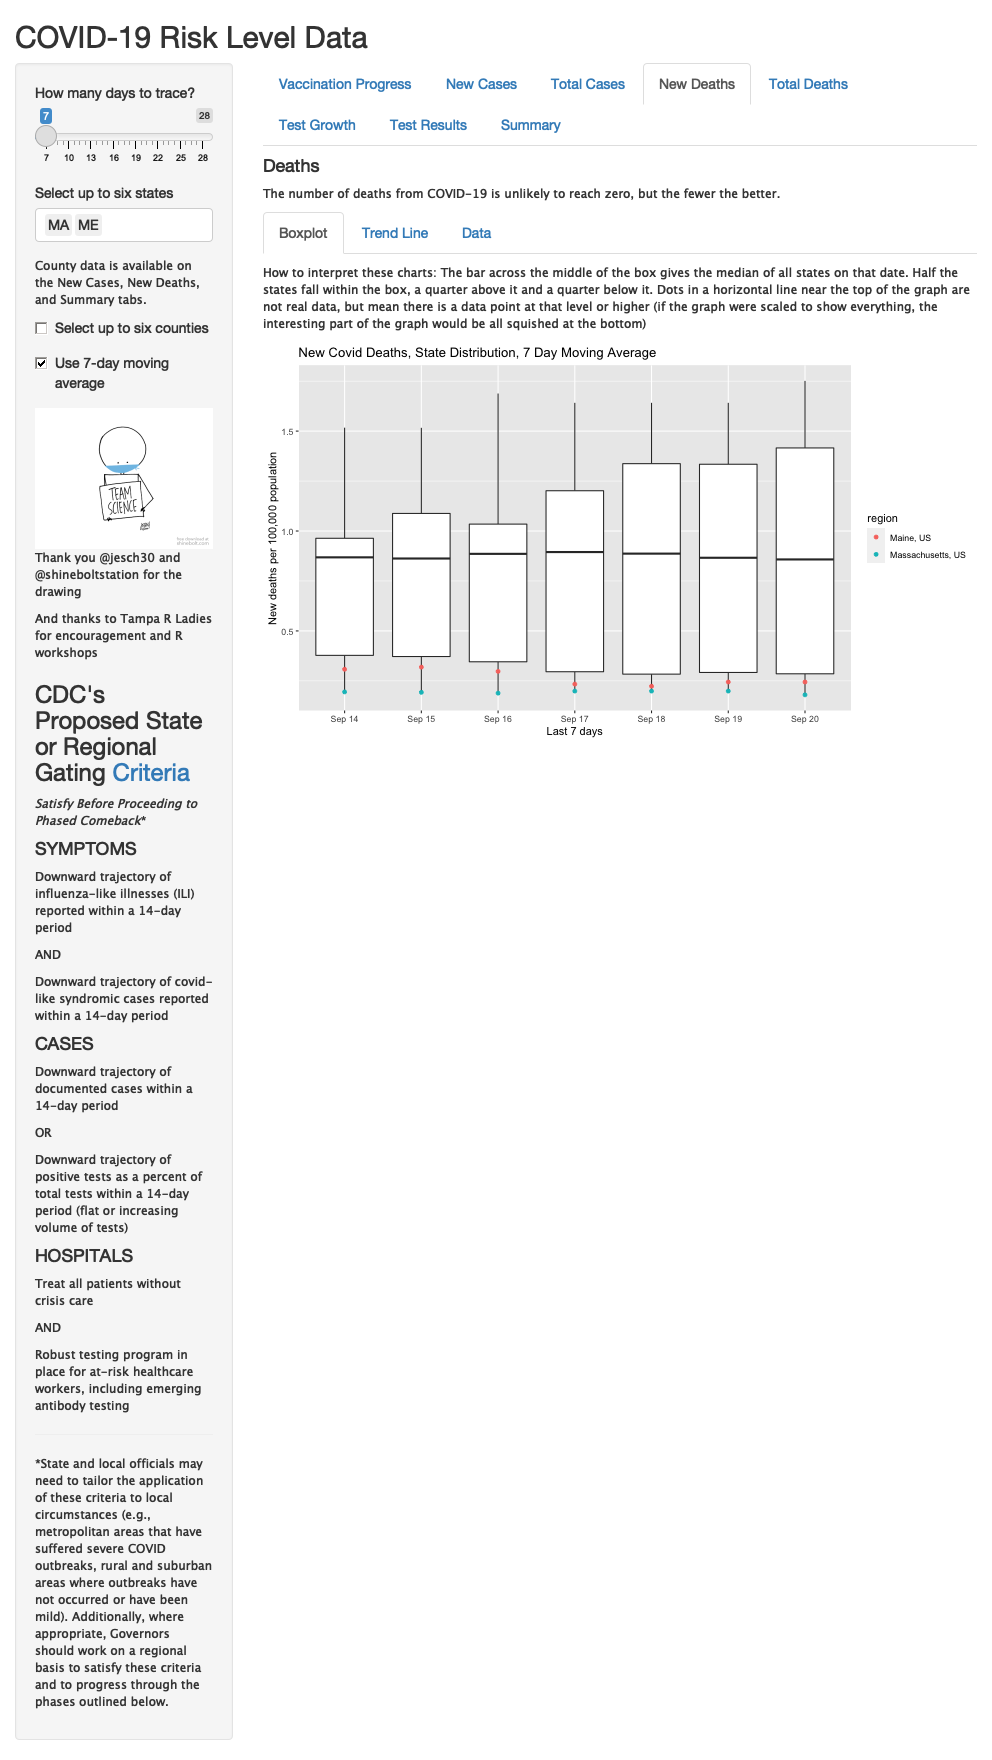 COVID-19 Risk Level Data
How many days to trace?
7
28
7 10 13 16 19 22 25 28
Select up to six states
MA ME
County data is available on
the New Cases, New Deaths,
and Summary tabs.
Select up to six counties
Use 7-day moving
average
TEAM
SCIENCE
free download at
shinebolt.com
Thank you @jesch30 and
@shineboltstation for the
drawing
And thanks to Tampa R Ladies
for encouragement and R
workshops
CDC's
Proposed State
or Regional
Gating Criteria
Satisfy Before Proceeding to
Phased Comeback*
SYMPTOMS
Downward trajectory of
influenza-like illnesses (ILI)
reported within a 14-day
period
AND
Downward trajectory of covid-
like syndromic cases reported
within a 14-day period
CASES
Downward trajectory of
documented cases within a
14-day period
OR
Downward trajectory of
positive tests as a percent of
total tests within a 14-day
period (flat or increasing
volume of tests)
HOSPITALS
Treat all patients without
crisis care
AND
Robust testing program in
place for at-risk healthcare
workers, including emerging
antibody testing
*State and local officials may
need to tailor the application
of these criteria to local
circumstances (e.g.,
metropolitan areas that have
suffered severe COVID
outbreaks, rural and suburban
areas where outbreaks have
not occurred or have been
mild). Additionally, where
appropriate, Governors
should work on a regional
basis to satisfy these criteria
and to progress through the
phases outlined below.
Vaccination Progress New Cases Total Cases New Deaths Total Deaths
Test Growth Test Results Summary
Deaths
The number of deaths from COVID-19 is unlikely to reach zero, but the fewer the better.
Boxplot Trend Line Data
How to interpret these charts: The bar across the middle of the box gives the median of all states on that date. Half the
states fall within the box, a quarter above it and a quarter below it. Dots in a horizontal line near the top of the graph are
not real data, but mean there is a data point at that level or higher (if the graph were scaled to show everything, the
interesting part of the graph would be all squished at the bottom)
New Covid Deaths, State Distribution, 7 Day Moving Average
New deaths per 100,000 population
1.5
1.0
0.5
Sep 14 Sep 15 Sep 16 Sep 17 Sep 18 Sep 19 Sep 20
Last 7 days
region
Maine, US
Massachusetts, US